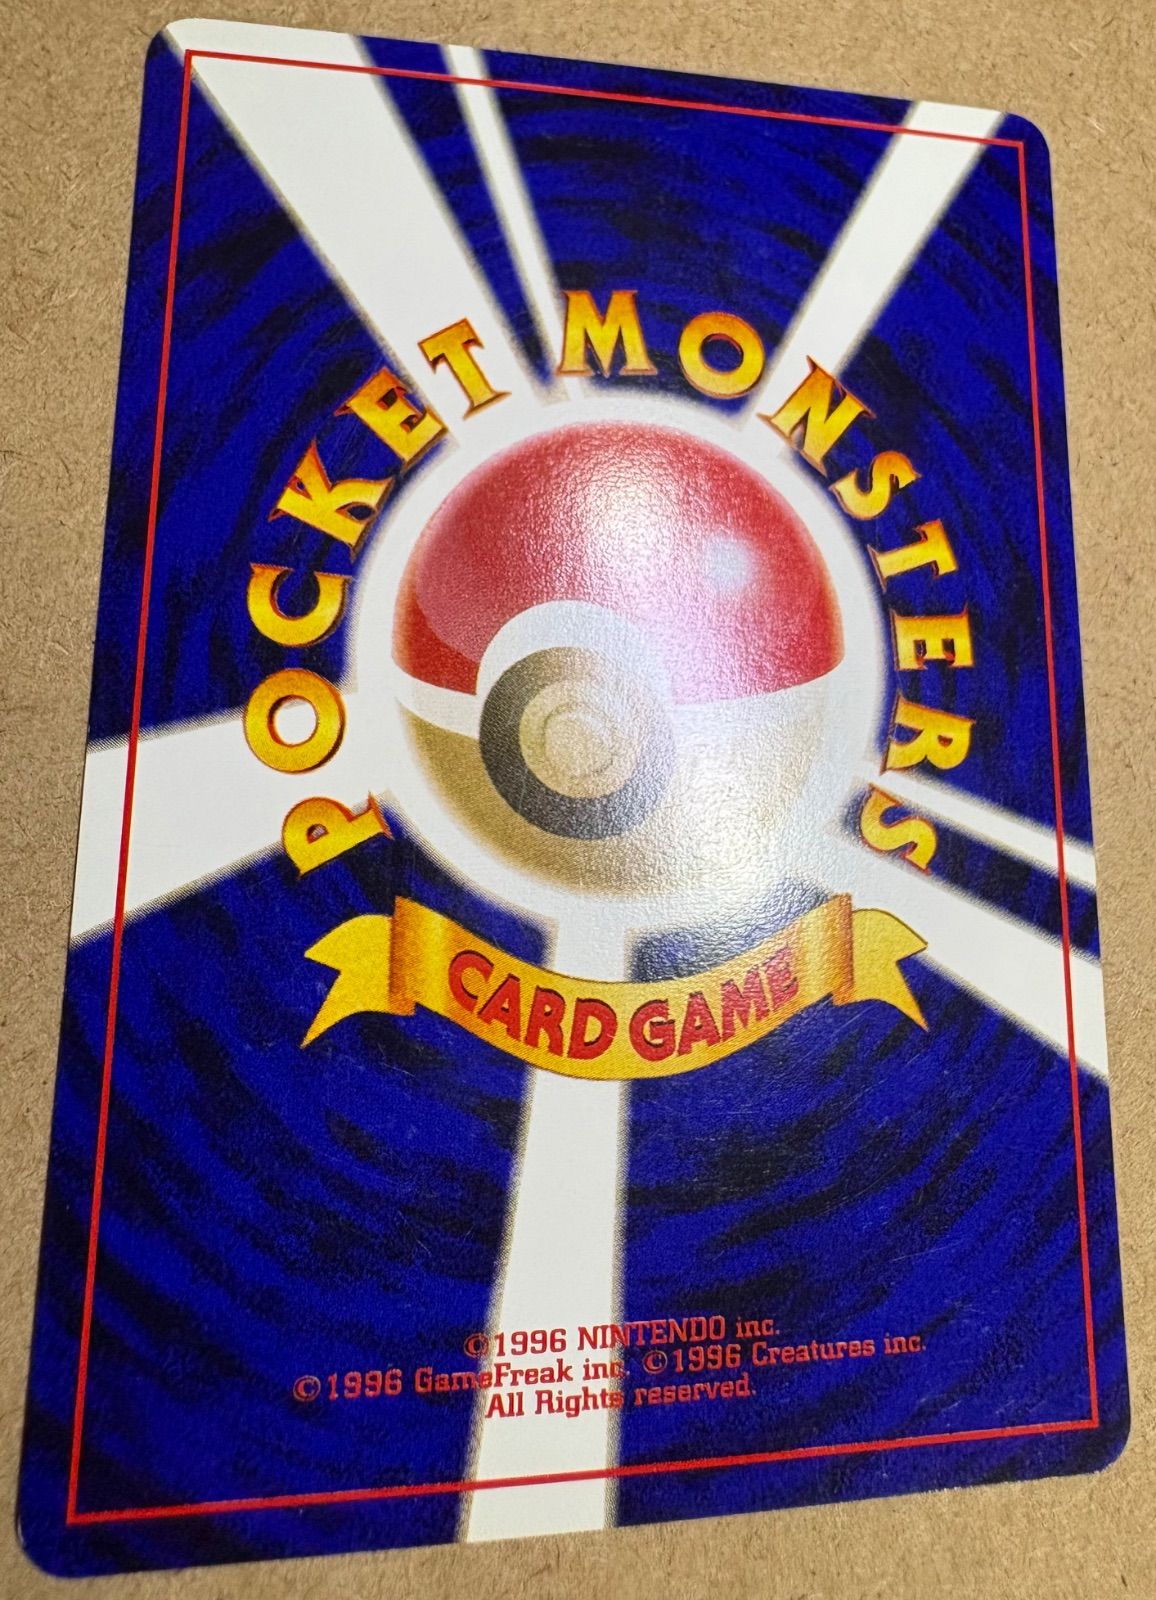 POCKET MONSTERS
CARD GAME
©1996 NINTENDO inc.
©1996 GameFreak inc. ©1996 Creatures inc.
All Rights reserved.